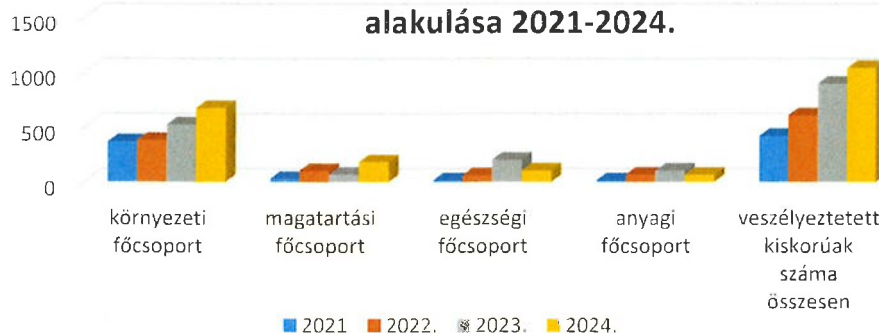 alakulása 2021-2024.
1500
1000
500
0
környezeti
főcsoport
magatartási
főcsoport
egészségi
főcsoport
anyagi
főcsoport
veszélyeztetett
kiskorúak
száma
összesen
2021 2022. 2023. 2024.